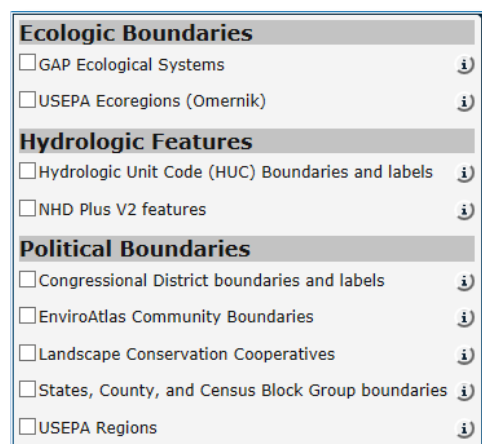 Ecologic Boundaries
GAP Ecological Systems
USEPA Ecoregions (Omernik)
Hydrologic Features
Hydrologic Unit Code (HUC) Boundaries and labels
NHD Plus V2 features
Political Boundaries
Congressional District boundaries and labels
EnviroAtlas Community Boundaries
Landscape Conservation Cooperatives
States, County, and Census Block Group boundaries
USEPA Regions